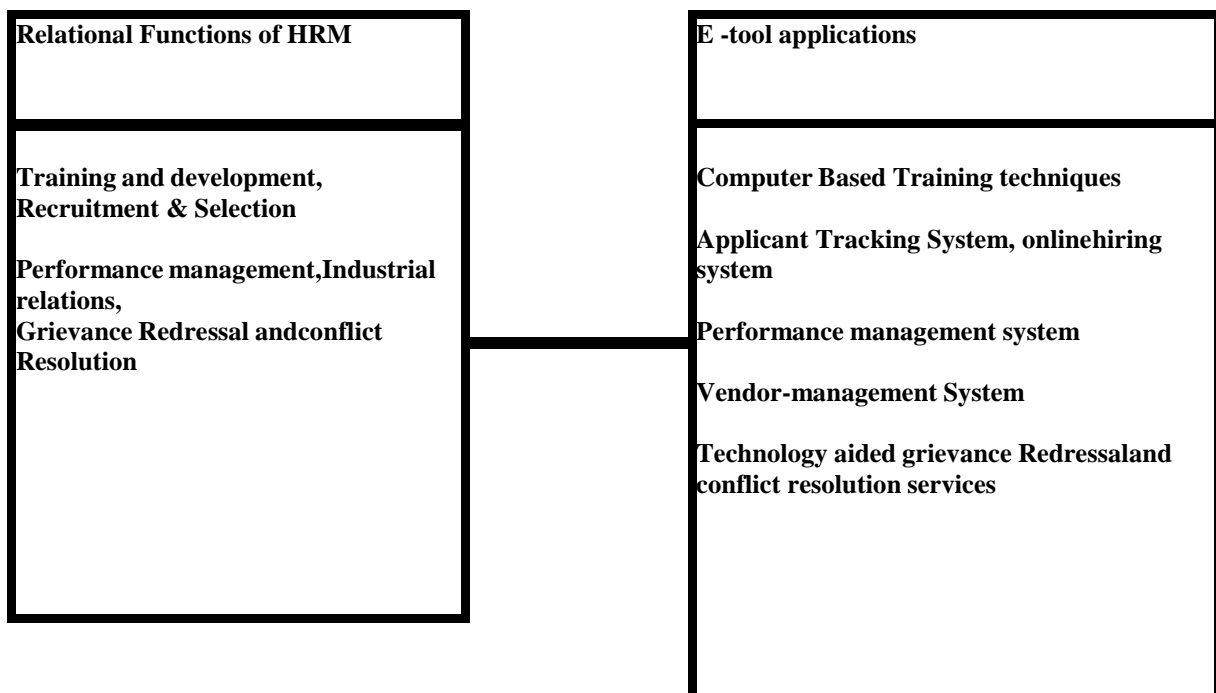 Relational Functions of HRM
Training and development,
Recruitment & Selection
Performance management,Industrial
relations,
Grievance Redressal andconflict
Resolution
E -tool applications
Computer Based Training techniques
Applicant Tracking System, onlinehiring
system
Performance management system
Vendor-management System
Technology aided grievance Redressaland
conflict resolution services